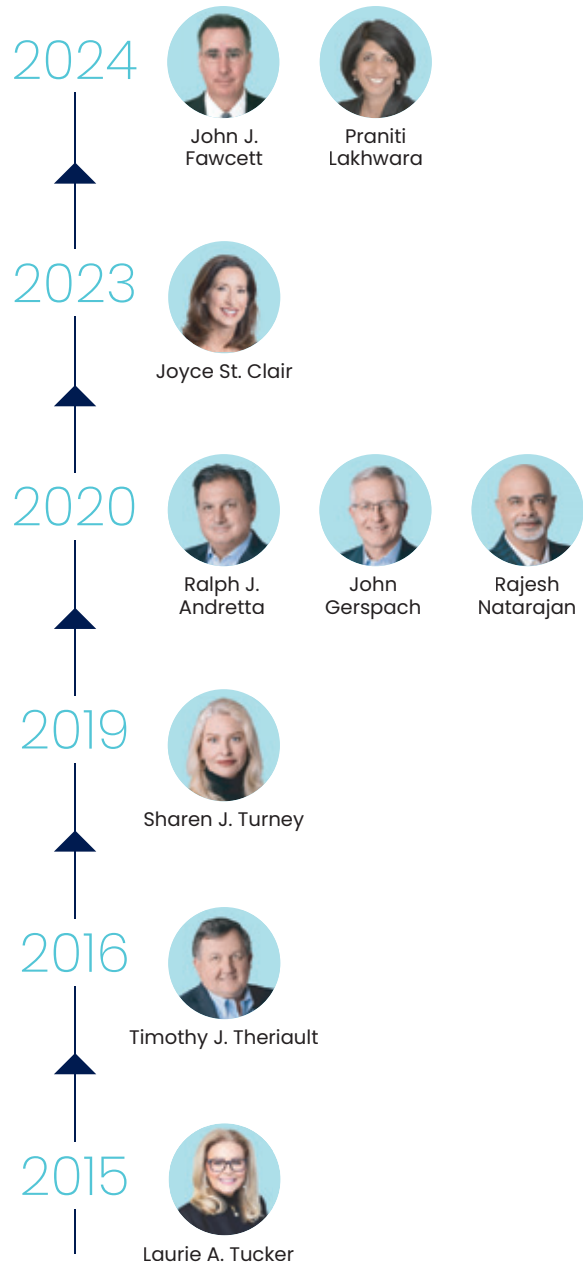 2024
John J.
Fawcett
Praniti
Lakhwara
2023
Joyce St. Clair
2020
Ralph J.
Andretta
John
Gerspach
Rajesh
Natarajan
2019
Sharen J. Turney
2016
Timothy J. Theriault
2015
Laurie A. Tucker